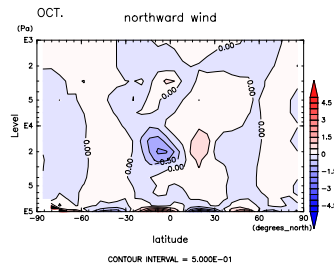 OCT.
northward wind
(Pa)
E3
2
5
E4
2
5
E5
Level
0.00
0.00
0.00
0.00
0.00
-0.50
0.00
-90
-60
-30
0
30
60
90
(degrees_north)
latitude
4.5
3
1.5
0
-1.5
-3
-4.5
CONTOUR INTERVAL = 5.000E-01